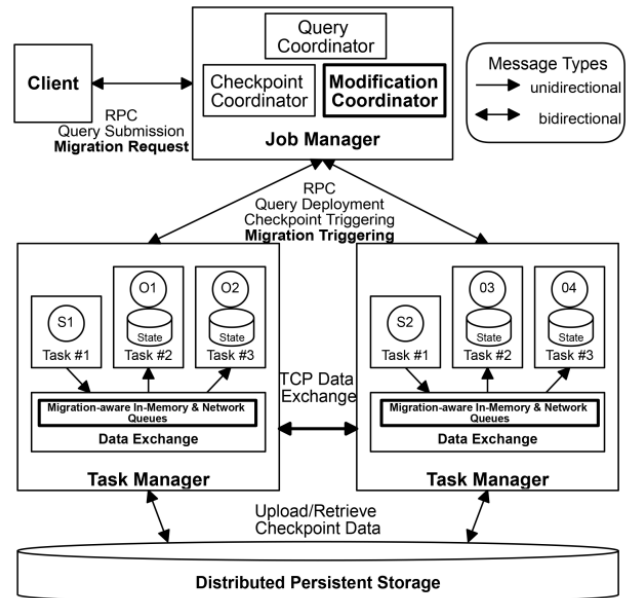 Query
Coordinator
Client
Checkpoint
Coordinator
Modification
Coordinator
Job Manager
Message Types
unidirectional
bidirectional
RPC
Query Submission
Migration Request
RPC
Query Deployment
Checkpoint Triggering
Migration Triggering
S1
Task #1
O1
State
Task #2
O2
State
Task #3
Migration-aware In-Memory & Network
Queues
Data Exchange
Task Manager
TCP Data
Exchange
S2
Task #1
03
State
Task #2
04
State
Task #3
Migration-aware In-Memory & Network
Queues
Data Exchange
Task Manager
Upload/Retrieve
Checkpoint Data
Distributed Persistent Storage